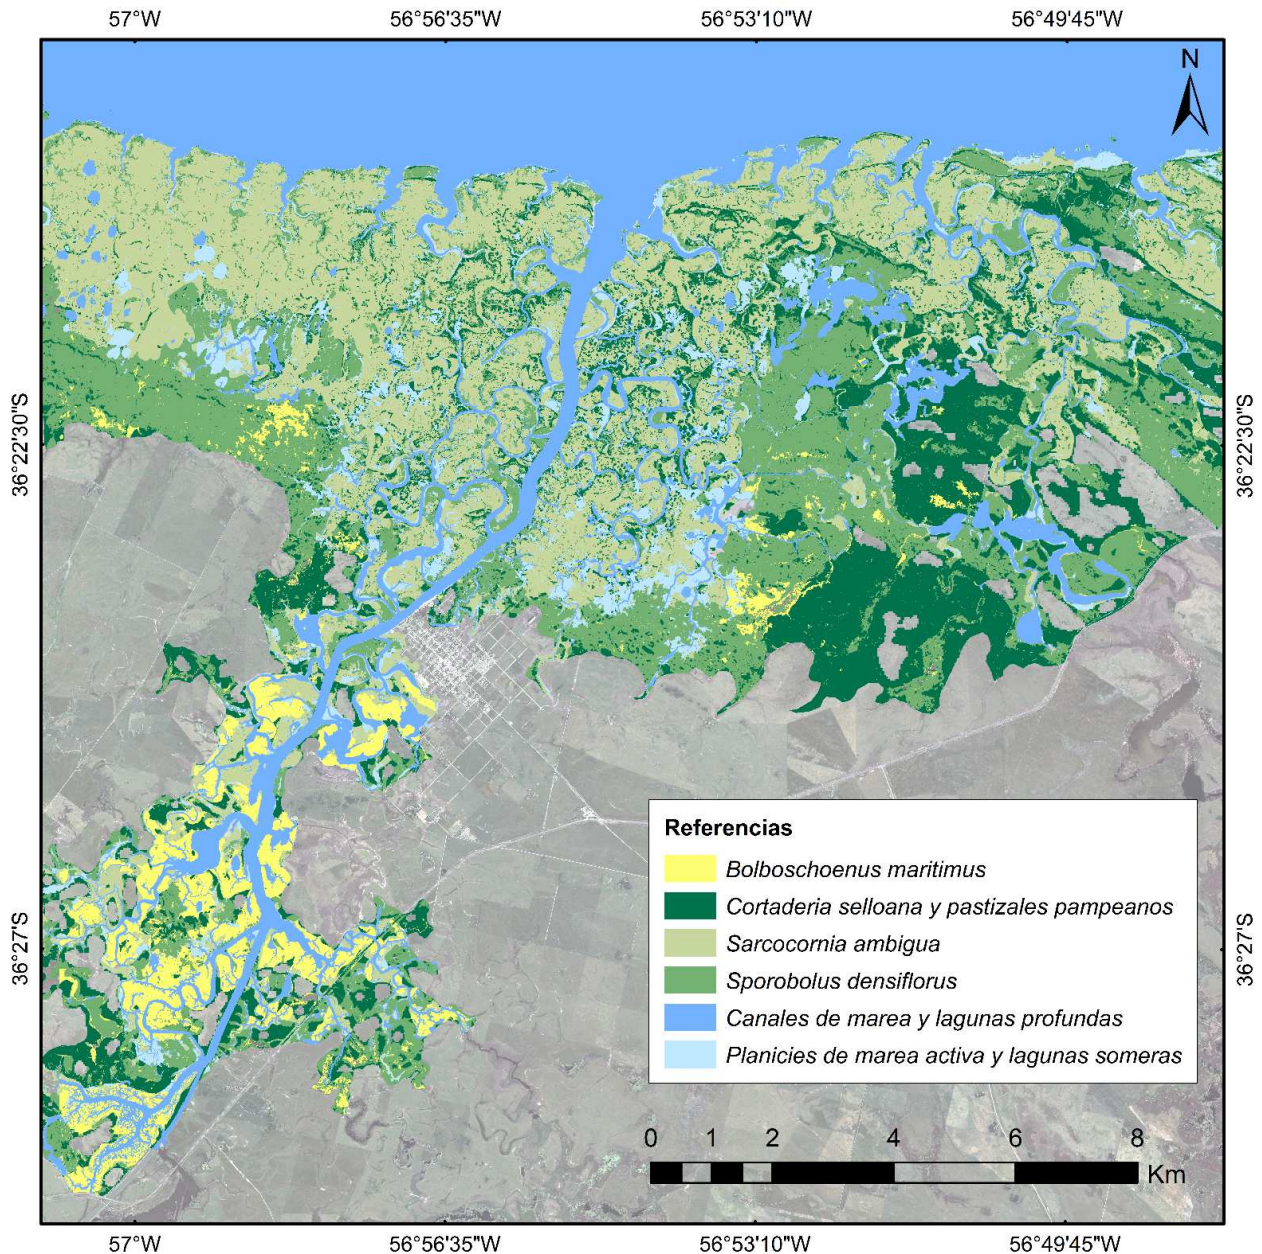 57°W 56°56'35"W 56°53'10"W 56°49'45"W
N
36°22'30"S 36°22'30"S
36°27'S 36°27'S
Referencias
Bolboschoenus maritimus
Cortaderia selloana y pastizales pampeanos
Sarcocornia ambigua
Sporobolus densiflorus
Canales de marea y lagunas profundas
Planicies de marea activa y lagunas someras
0 1 2 4 6 8
Km
57°W 56°56'35"W 56°53'10"W 56°49'45"W